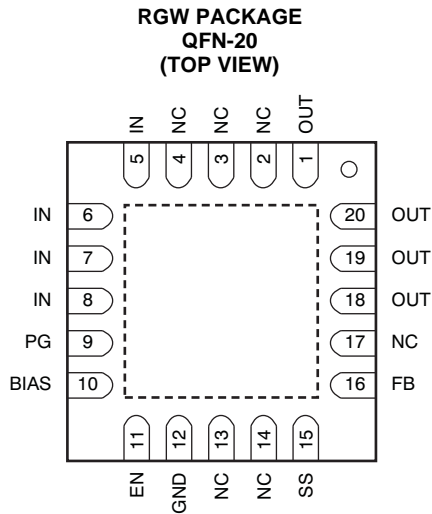 RGW PACKAGE
QFN-20
(TOP VIEW)
IN NC NC NC OUT
5 4 3 2 1
IN 6 20 OUT
IN 7 19 OUT
IN 8 18 OUT
PG 9 17 NC
BIAS 10 16 FB
11 12 13 14 15
EN GND NC NC SS